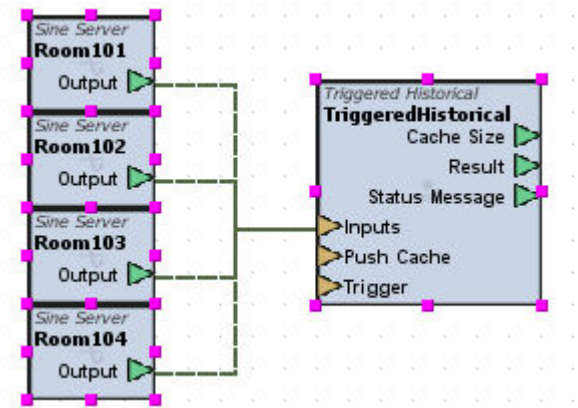 Sine Server
Room101
Output
Sine Server
Room102
Output
Sine Server
Room103
Output
Sine Server
Room104
Output
Triggered Historical
TriggeredHistorical
Cache Size
Result
Status Message
Inputs
Push Cache
Trigger